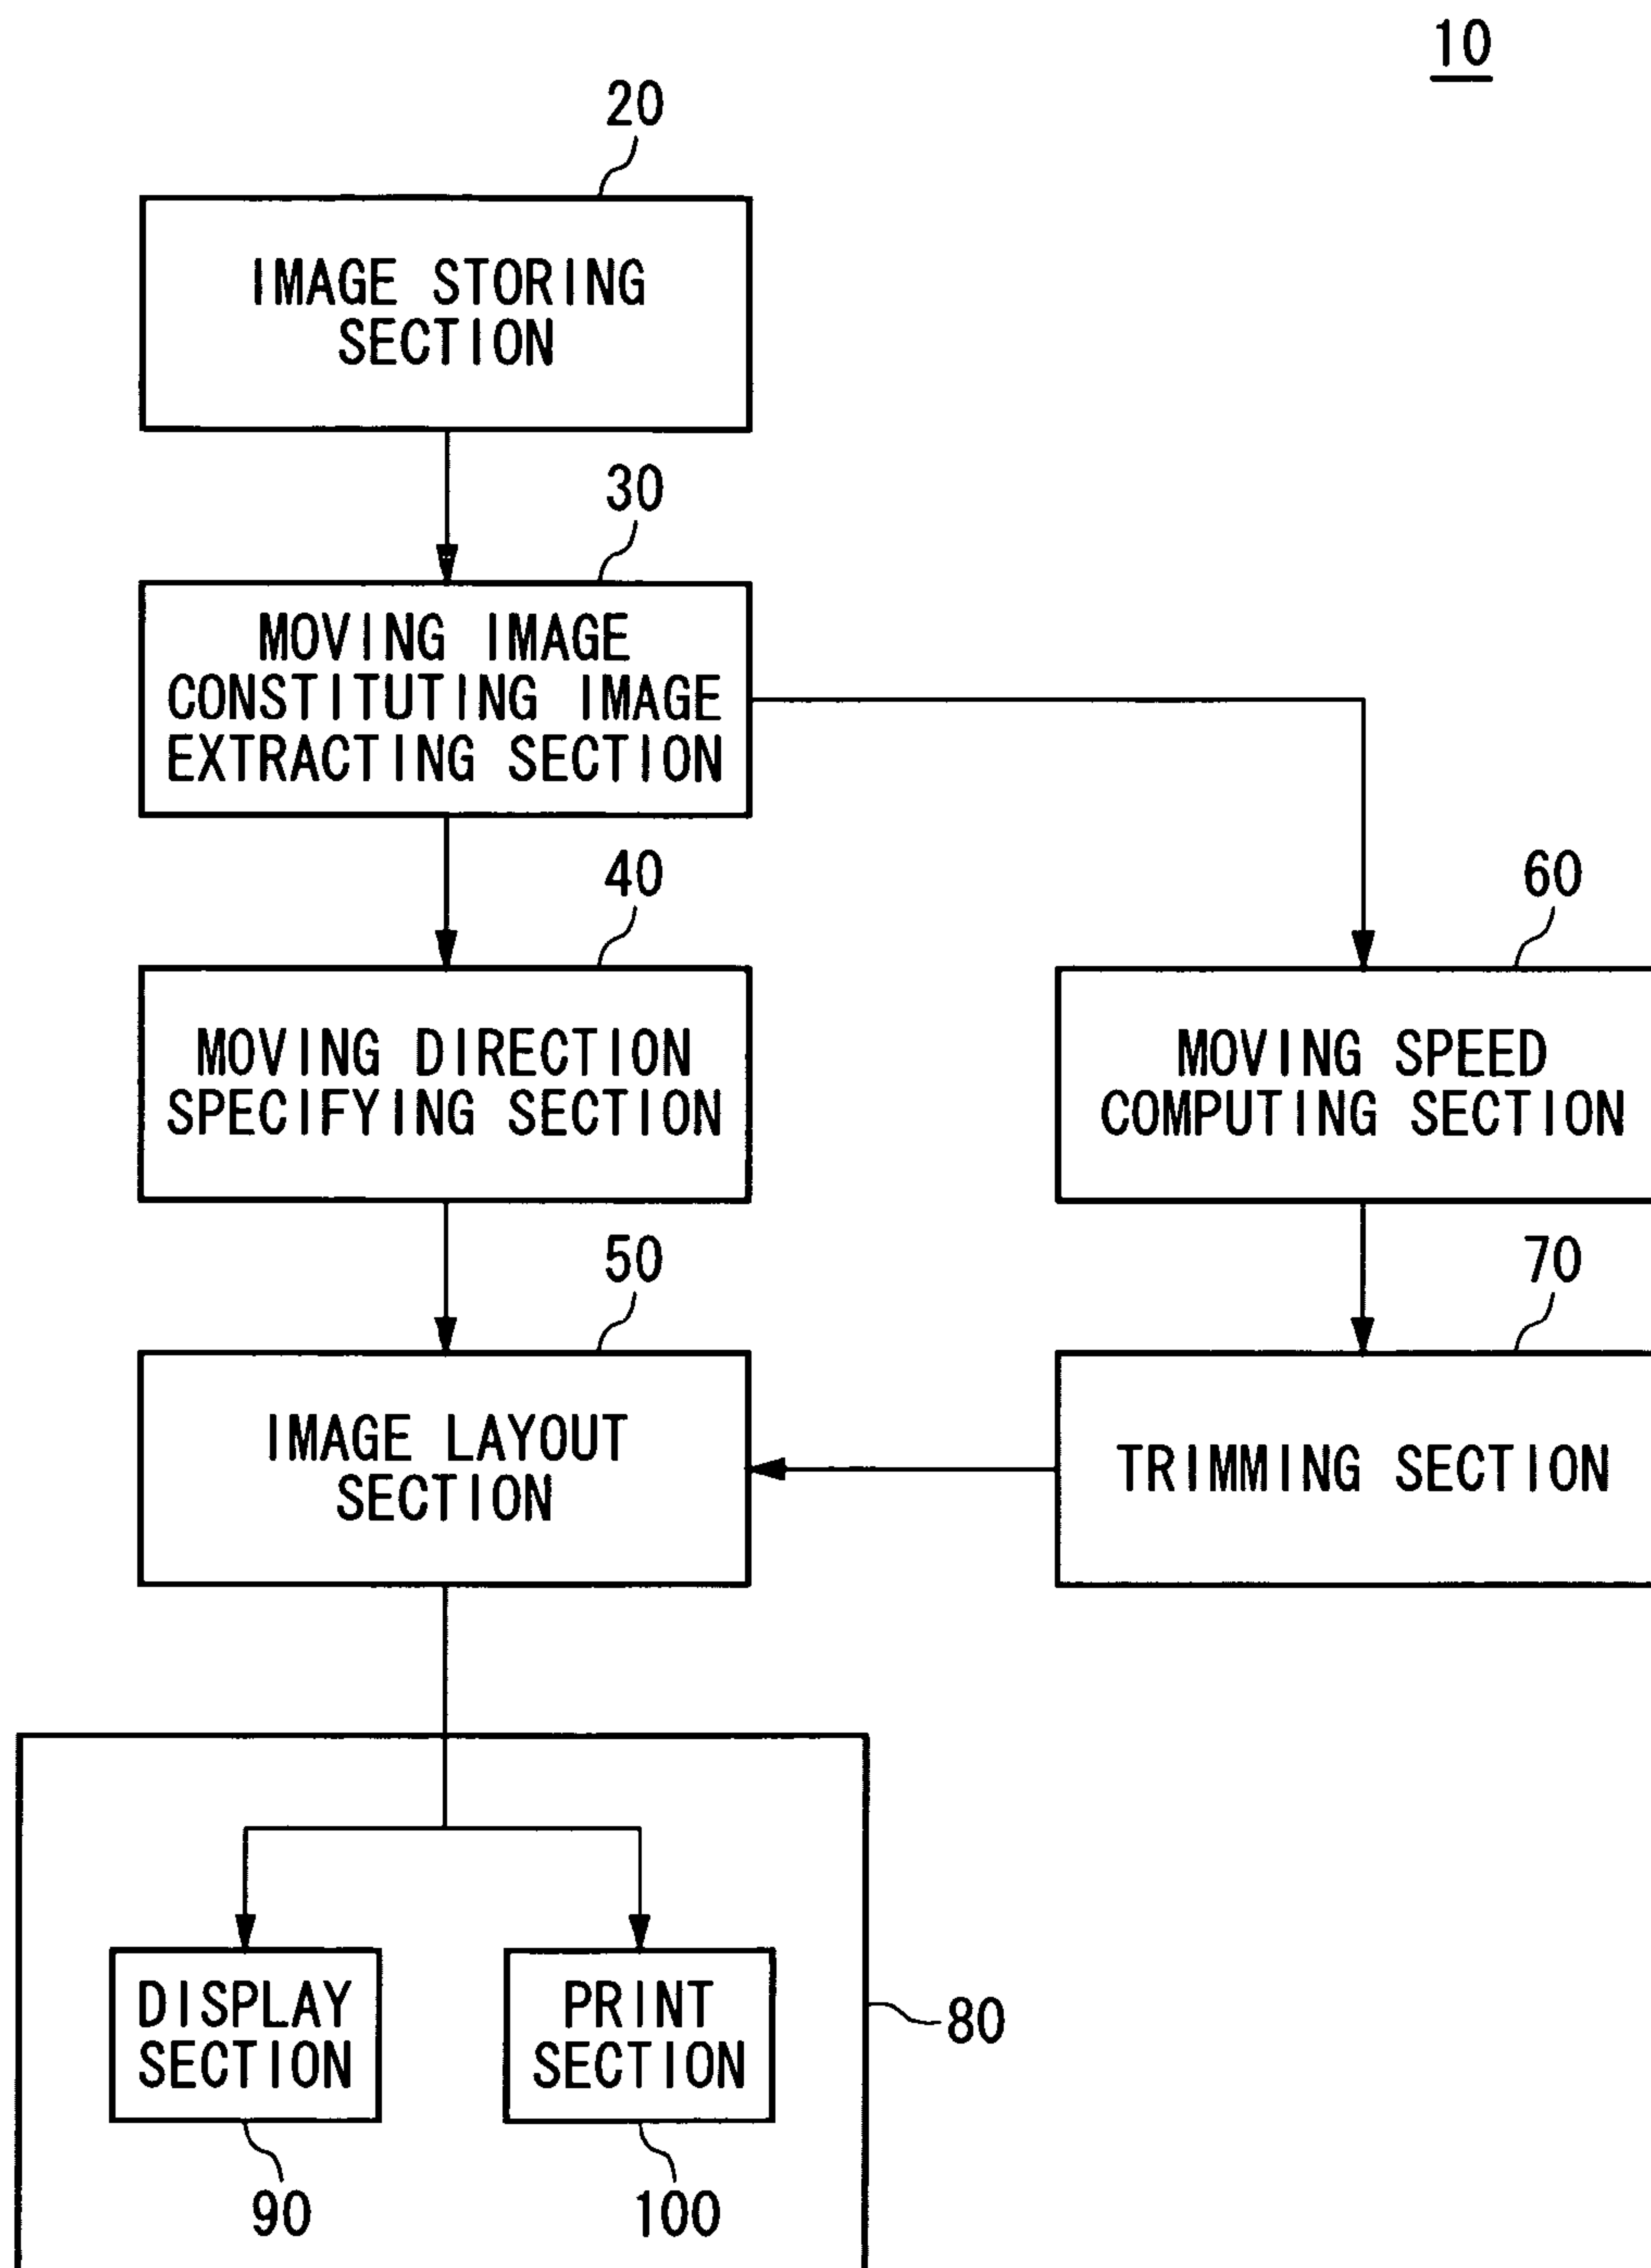 10
20
IMAGE STORING
SECTION
30
MOVING IMAGE
CONSTITUTING IMAGE
EXTRACTING SECTION
40
MOVING DIRECTION
SPECIFYING SECTION
60
MOVING SPEED
COMPUTING SECTION
50
IMAGE LAYOUT
SECTION
70
TRIMMING SECTION
80
DISPLAY
SECTION
90
PRINT
SECTION
100